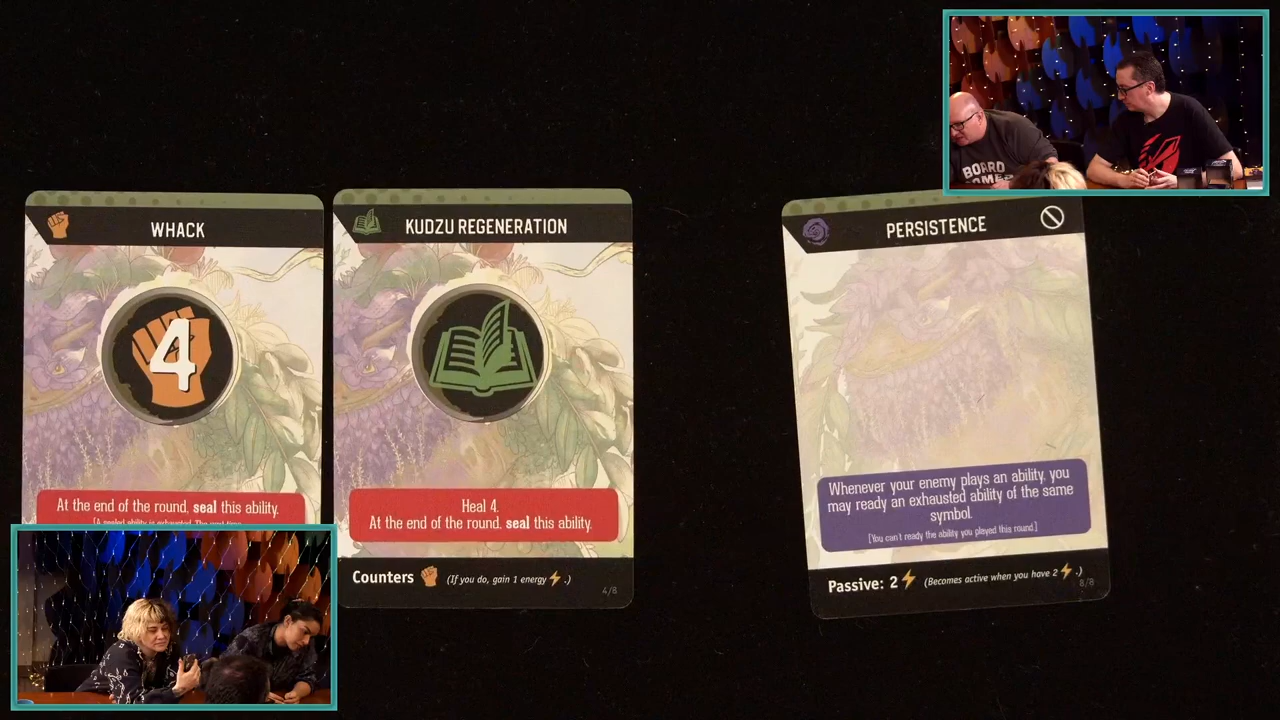 WHACK
4
At the end of the round, seal this ability.
KUDZU REGENERATION
Heal 4.
At the end of the round, seal this ability.
Counters (If you do, gain 1 energy .)
4/8
PERSISTENCE
Whenever your enemy plays an ability, you
may ready an exhausted ability of the same
symbol.
[You can't ready the ability you played this round.]
Passive: 2 (Becomes active when you have 2 .)
8/8
BOARD